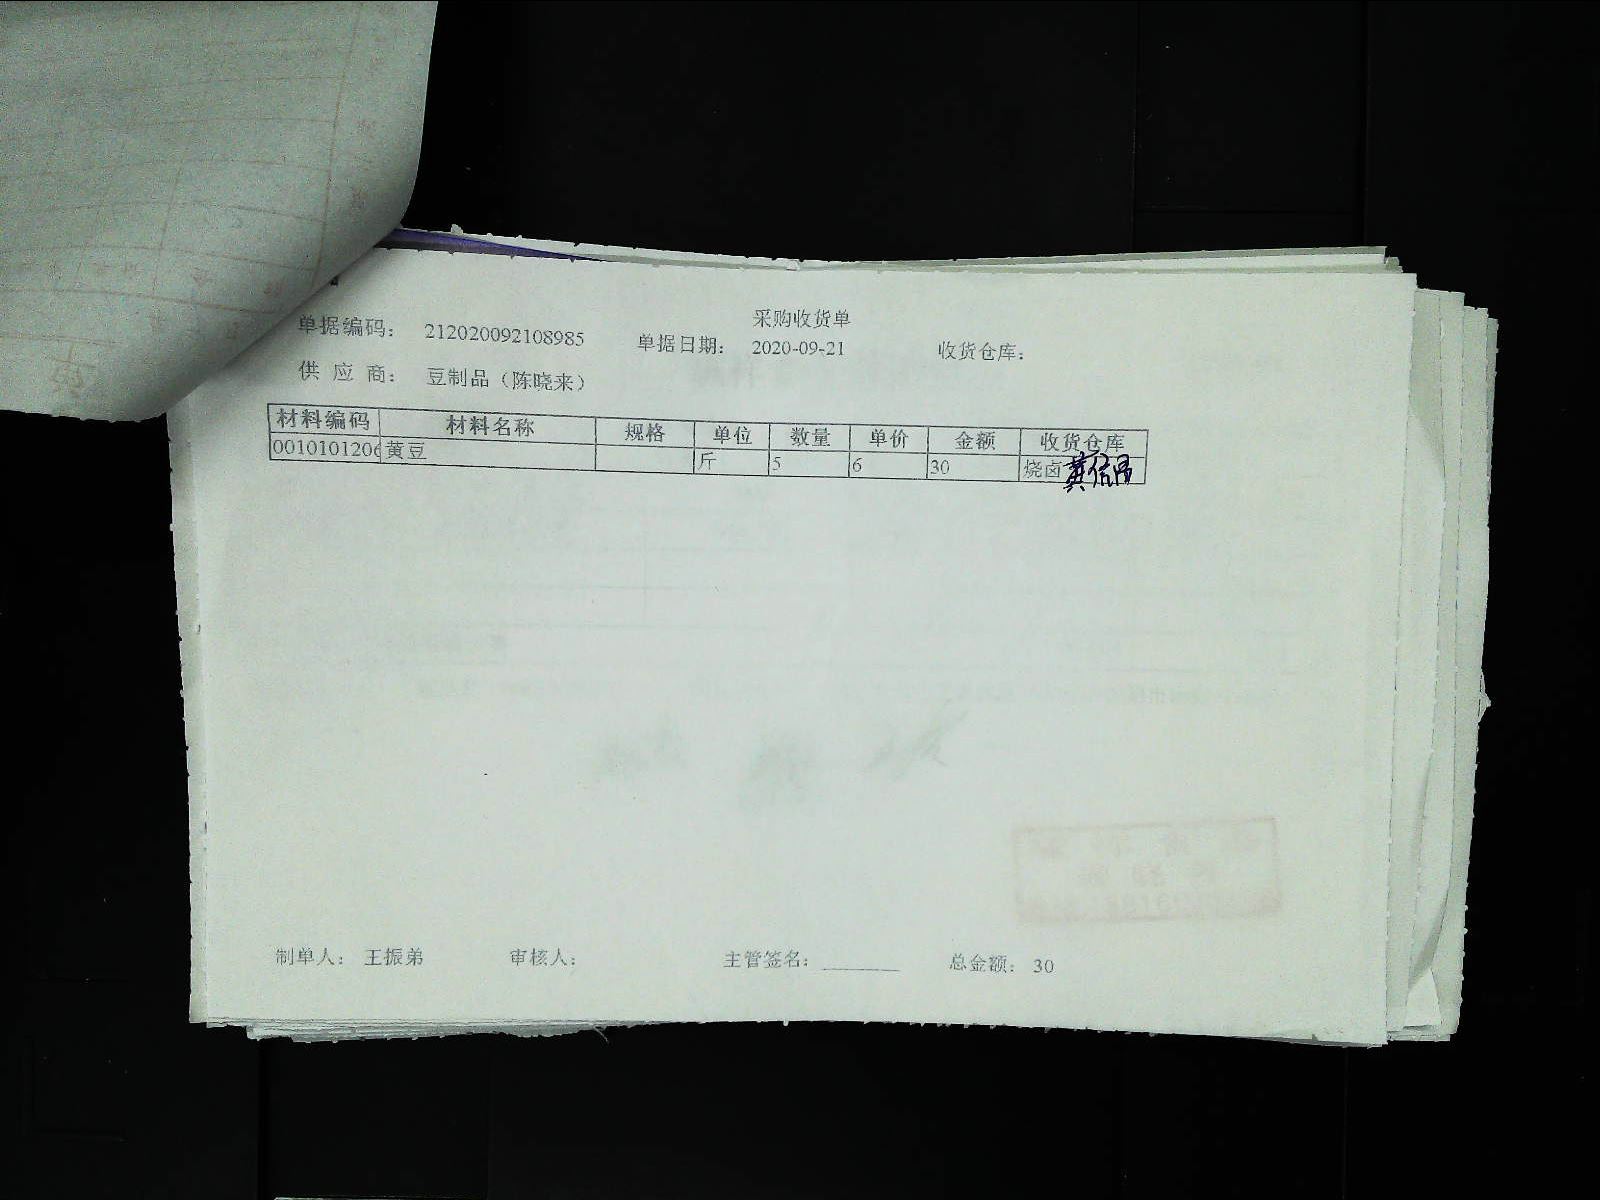 采购收货单
单据编码： 212020092108985 单据日期： 2020-09-21 收货仓库：
供 应 商： 豆制品（陈晓来）
材料编码 材料名称 规格 单位 数量 单价 金额 收货仓库
0010101206 黄豆 斤 5 6 30 烧卤
制单人： 王振弟 审核人： 主管签名： ________ 总金额： 30